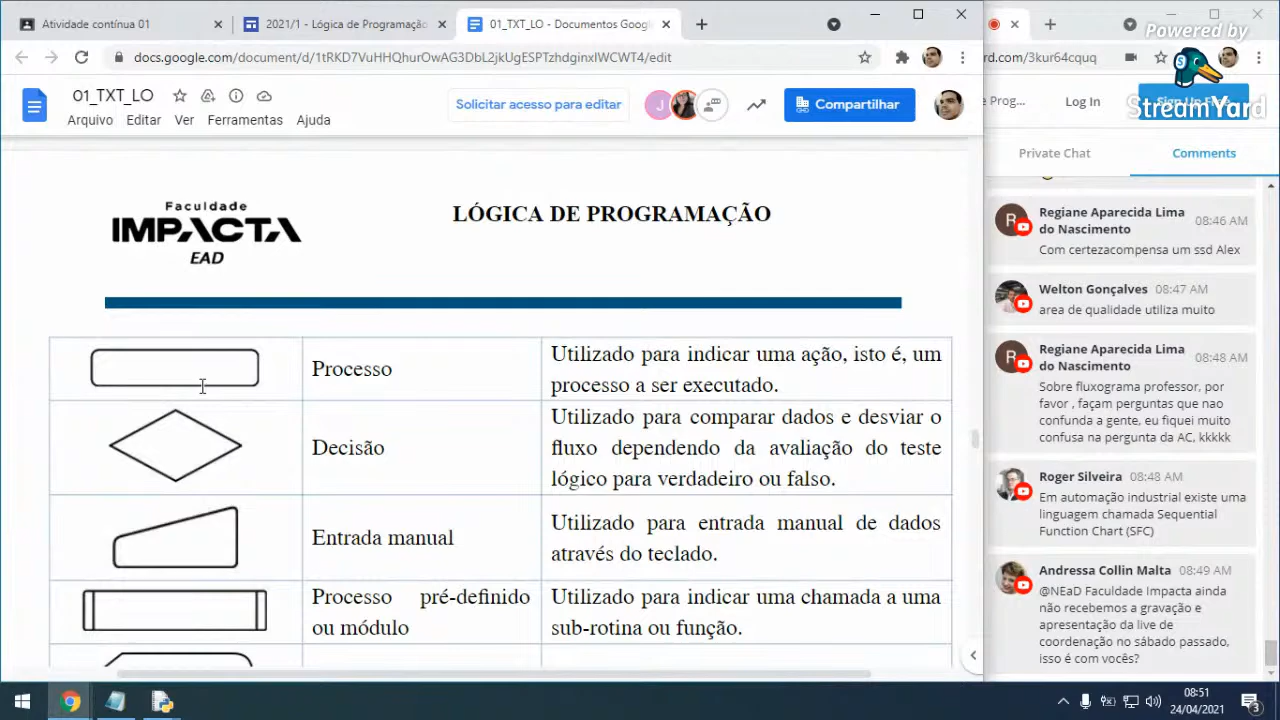 Atividade contínua 01
2021/1 - Lógica de Programação
01_TXT_LO - Documentos Goog
docs.google.com/document/d/1tRKD7VuHHQhurOwAG3DbL2jkUgESPTzhdginxIWCWT4/edit
rd.com/3kur64cquq
Powered by
StreamYard
01_TXT_LO
Arquivo Editar Ver Ferramentas Ajuda
Solicitar acesso para editar
J
Compartilhar
e Prog...
Log In
Private Chat
Comments
Faculdade
IMPACTA
EAD
LÓGICA DE PROGRAMAÇÃO
Processo
Utilizado para indicar uma ação, isto é, um
processo a ser executado.
Decisão
Utilizado para comparar dados e desviar o
fluxo dependendo da avaliação do teste
lógico para verdadeiro ou falso.
Entrada manual
Utilizado para entrada manual de dados
através do teclado.
Processo pré-definido
ou módulo
Utilizado para indicar uma chamada a uma
sub-rotina ou função.
R
Regiane Aparecida Lima
do Nascimento
08:46 AM
Com certezacompensa um ssd Alex
Welton Gonçalves 08:47 AM
area de qualidade utiliza muito
R
Regiane Aparecida Lima
do Nascimento
08:48 AM
Sobre fluxograma professor, por
favor , façam perguntas que nao
confunda a gente, eu fiquei muito
confusa na pergunta da AC, kkkkk
Roger Silveira 08:48 AM
Em automação industrial existe uma
linguagem chamada Sequential
Function Chart (SFC)
Andressa Collin Malta 08:49 AM
@NEaD Faculdade Impacta ainda
não recebemos a gravação e
apresentação da live de
coordenação no sábado passado,
isso é com vocês?
08:51
24/04/2021
3